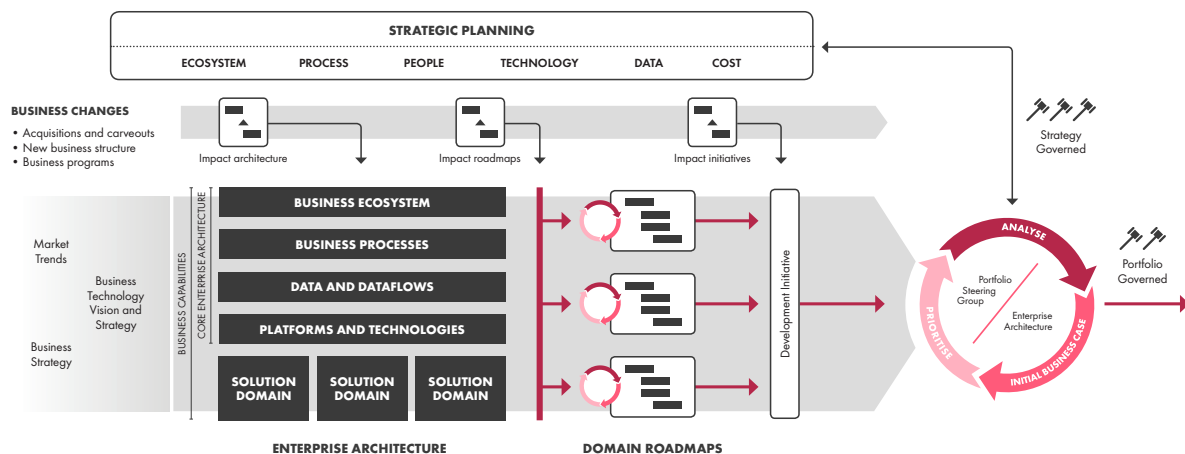 STRATEGIC PLANNING
ECOSYSTEM PROCESS PEOPLE TECHNOLOGY DATA COST
BUSINESS CHANGES
• Acquisitions and carveouts
• New business structure
• Business programs
Impact architecture
Impact roadmaps
Impact initiatives
Strategy
Governed
Market
Trends
Business
Technology
Vision and
Strategy
Business
Strategy
BUSINESS CAPABILITIES
CORE ENTERPRISE ARCHITECTURE
BUSINESS ECOSYSTEM
BUSINESS PROCESSES
DATA AND DATAFLOWS
PLATFORMS AND TECHNOLOGIES
SOLUTION
DOMAIN
SOLUTION
DOMAIN
SOLUTION
DOMAIN
Development Initiative
ANALYSE
Portfolio
Steering
Group
Enterprise
Architecture
PRIORITISE
INITIAL BUSINESS CASE
Portfolio
Governed
ENTERPRISE ARCHITECTURE
DOMAIN ROADMAPS